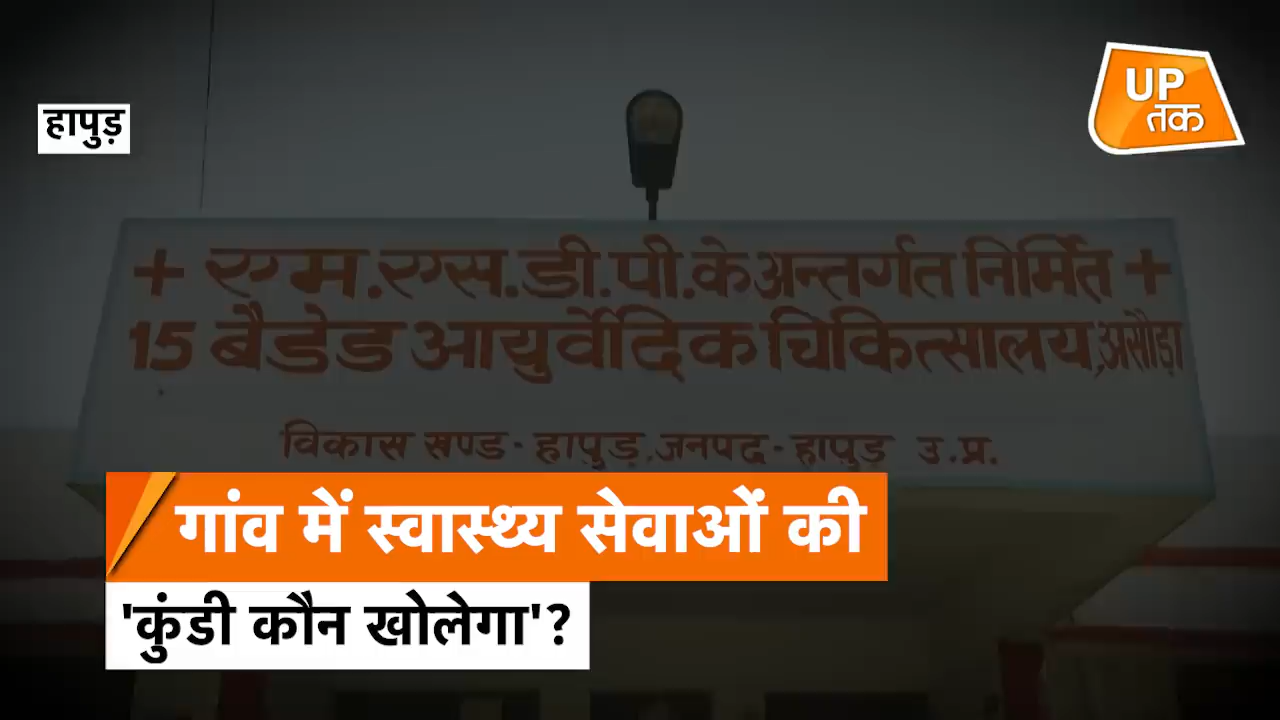 हापुड़
UP
तक
+ एम.एस.डी.पी.के अन्तर्गत निर्मित +
15 बैडेड आयुर्वेदिक चिकित्सालय,असौड़ा
विकास खण्ड - हापुड़,जनपद - हापुड़ उ.प्र.
गांव में स्वास्थ्य सेवाओं की
'कुंडी कौन खोलेगा'?